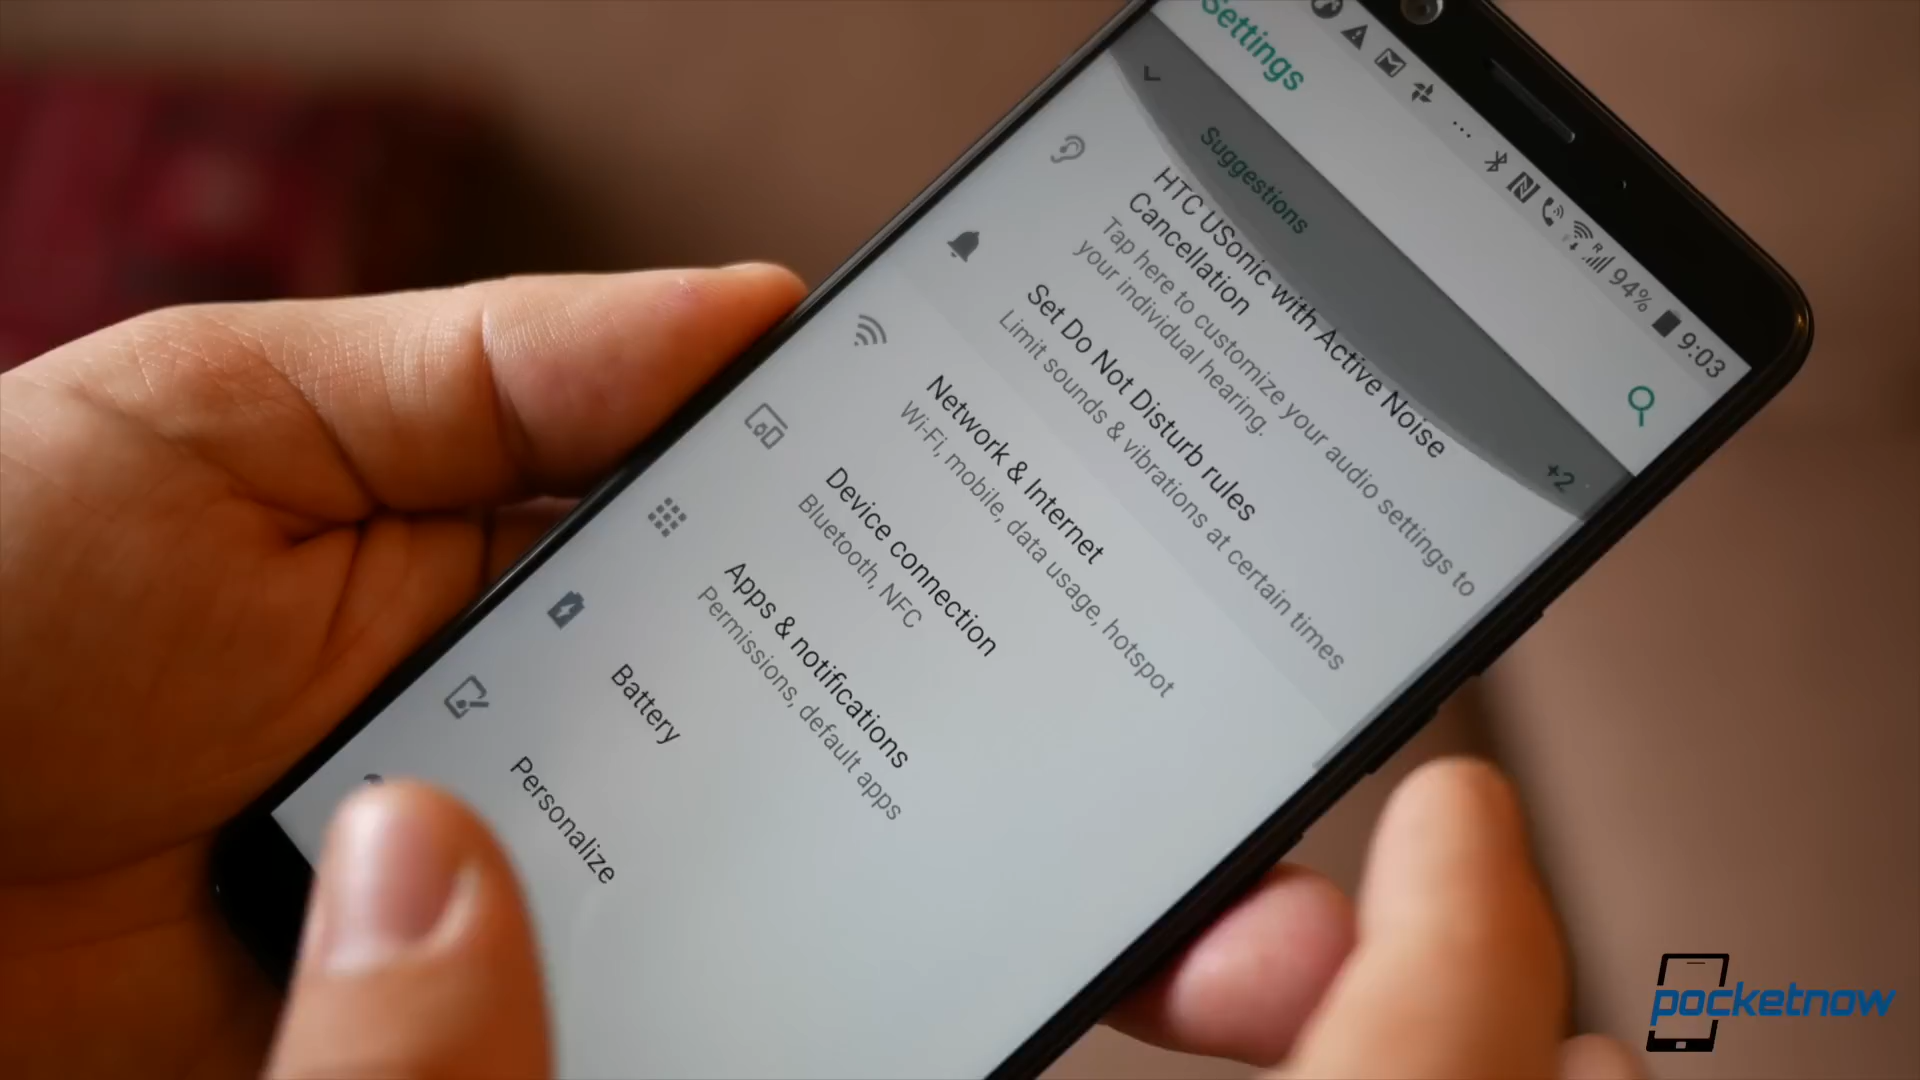 94% 9:03
Settings
Suggestions
+2
HTC USonic with Active Noise
Cancellation
Tap here to customize your audio settings to
your individual hearing.
Set Do Not Disturb rules
Limit sounds & vibrations at certain times
Network & Internet
Wi-Fi, mobile, data usage, hotspot
Device connection
Bluetooth, NFC
Apps & notifications
Permissions, default apps
Battery
Personalize
pocketnow